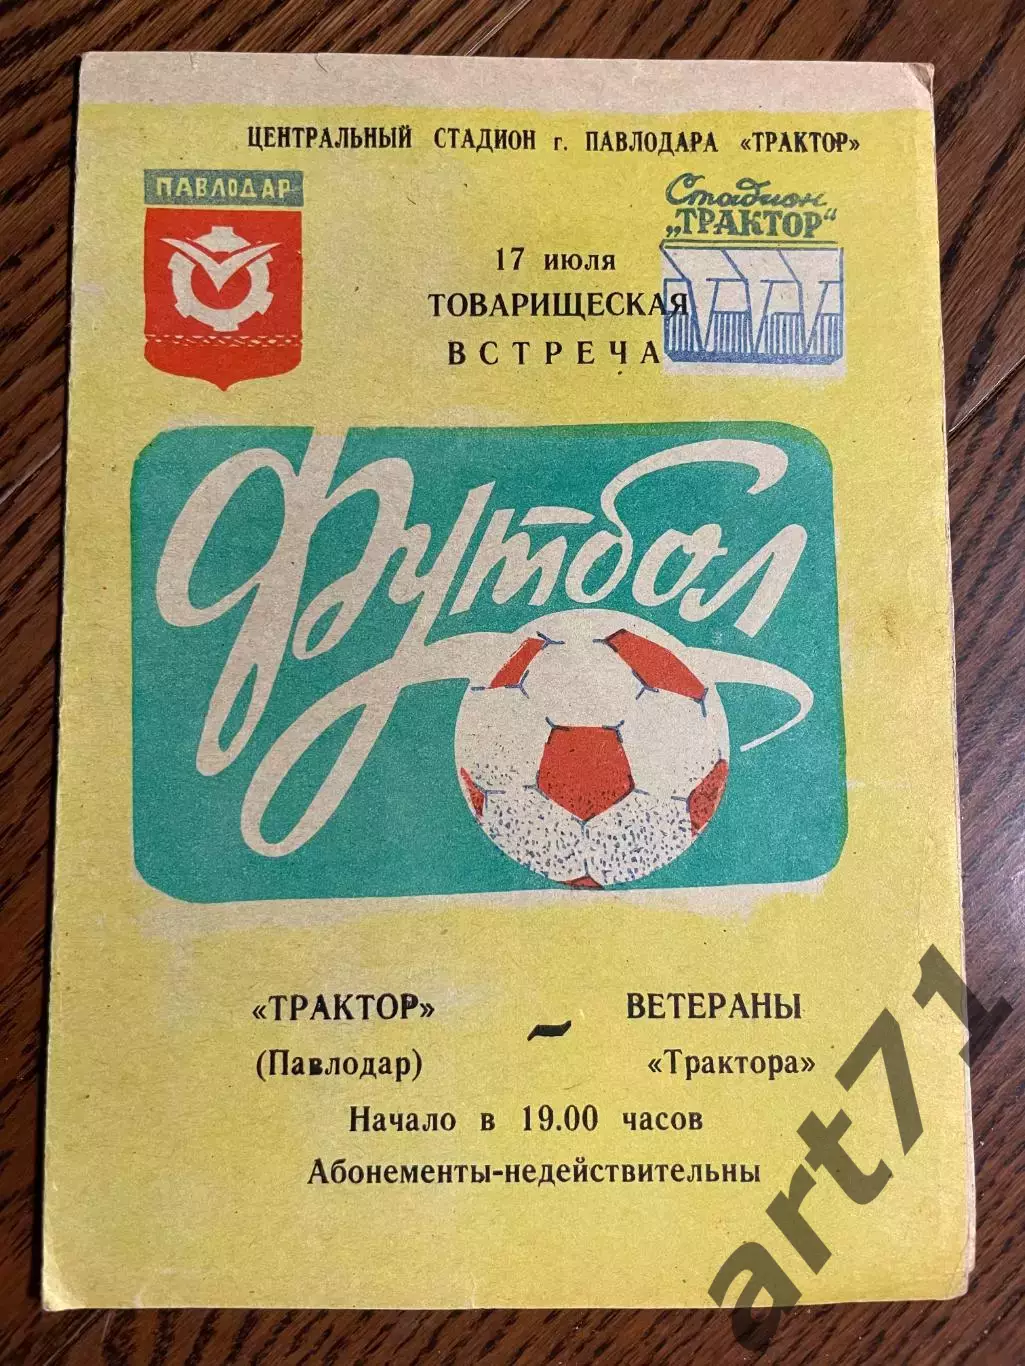 ЦЕНТРАЛЬНЫЙ СТАДИОН г. ПАВЛОДАРА «ТРАКТОР»
ПАВЛОДАР
Стадион
„ТРАКТОР“
17 июля
ТОВАРИЩЕСКАЯ
ВСТРЕЧА
Футбол
«ТРАКТОР» ~ ВЕТЕРАНЫ
(Павлодар) «Трактора»
Начало в 19.00 часов
Абонементы-недействительны
art71